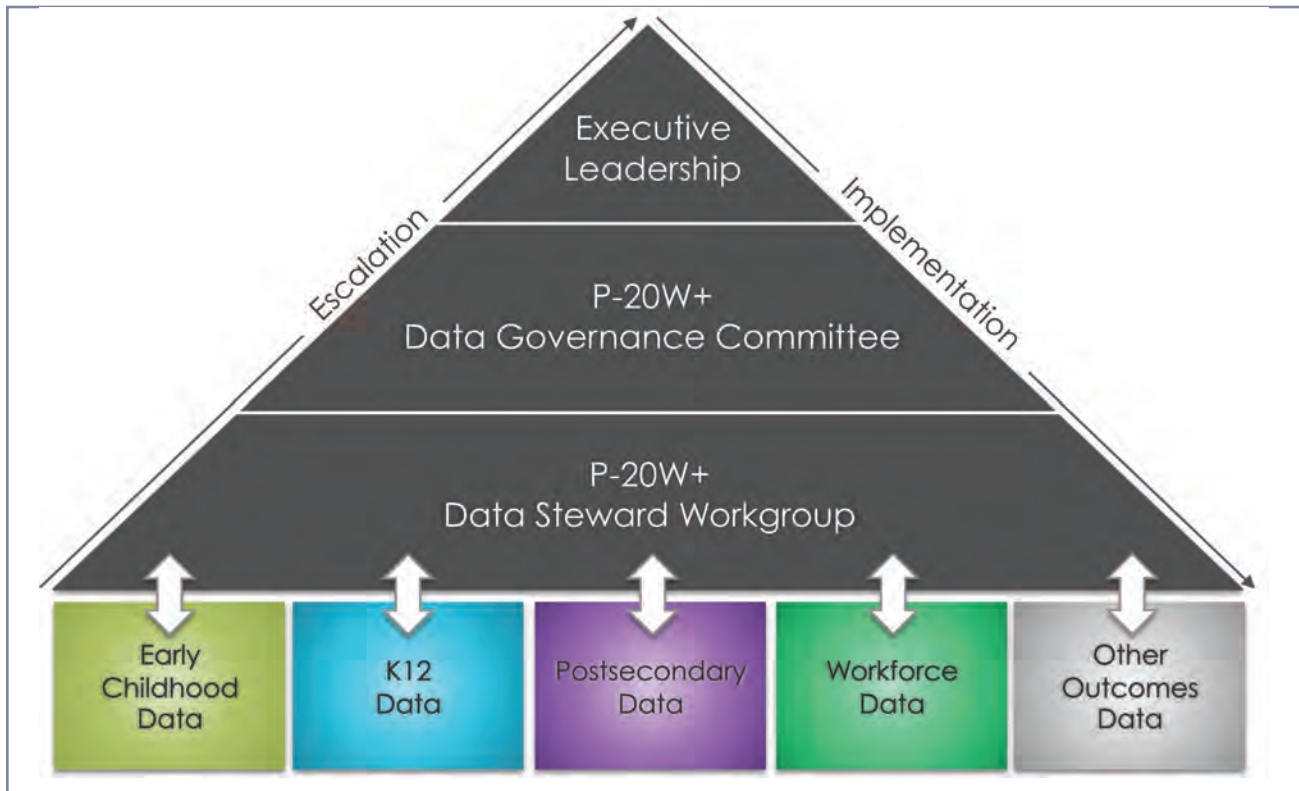 Executive
Leadership
Escalation
Implementation
P-20W+
Data Governance Committee
P-20W+
Data Steward Workgroup
Early
Childhood
Data
K12
Data
Postsecondary
Data
Workforce
Data
Other
Outcomes
Data